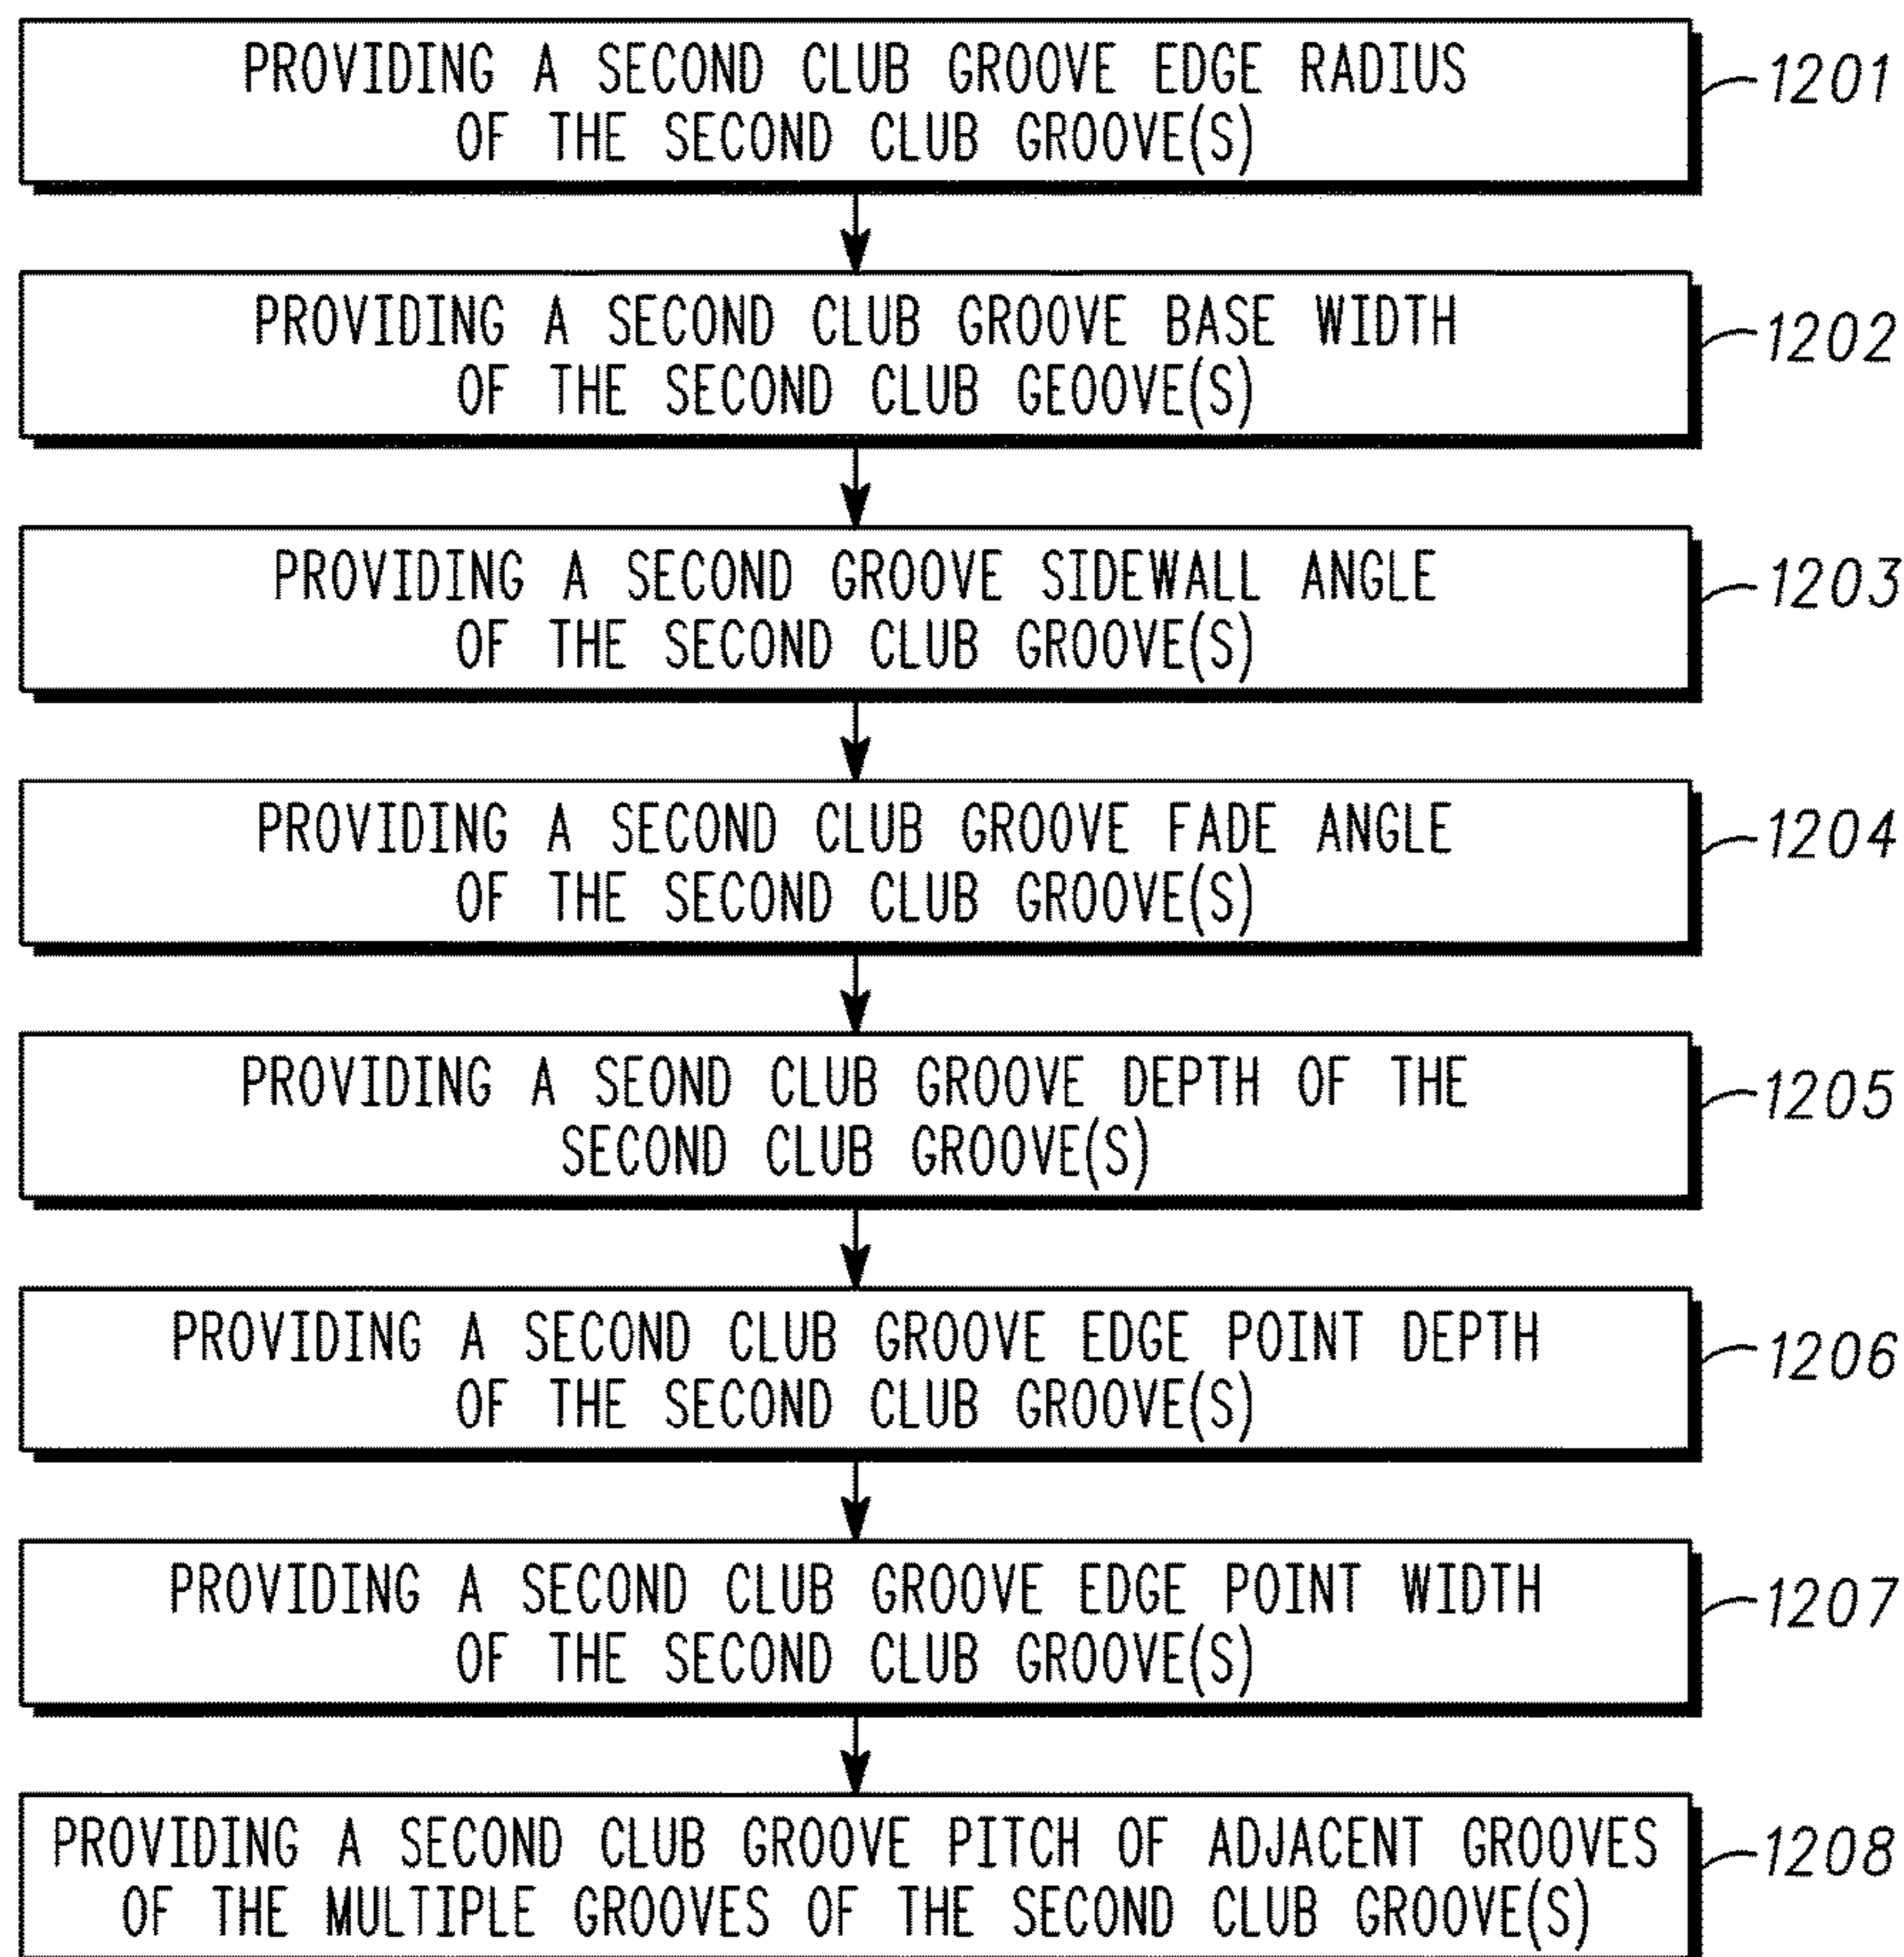 PROVIDING A SECOND CLUB GROOVE EDGE RADIUS
OF THE SECOND CLUB GROOVE(S)
1201
PROVIDING A SECOND CLUB GROOVE BASE WIDTH
OF THE SECOND CLUB GEOOVE(S)
1202
PROVIDING A SECOND GROOVE SIDEWALL ANGLE
OF THE SECOND CLUB GROOVE(S)
1203
PROVIDING A SECOND CLUB GROOVE FADE ANGLE
OF THE SECOND CLUB GROOVE(S)
1204
PROVIDING A SEOND CLUB GROOVE DEPTH OF THE
SECOND CLUB GROOVE(S)
1205
PROVIDING A SECOND CLUB GROOVE EDGE POINT DEPTH
OF THE SECOND CLUB GROOVE(S)
1206
PROVIDING A SECOND CLUB GROOVE EDGE POINT WIDTH
OF THE SECOND CLUB GROOVE(S)
1207
PROVIDING A SECOND CLUB GROOVE PITCH OF ADJACENT GROOVES
OF THE MULTIPLE GROOVES OF THE SECOND CLUB GROOVE(S)
1208